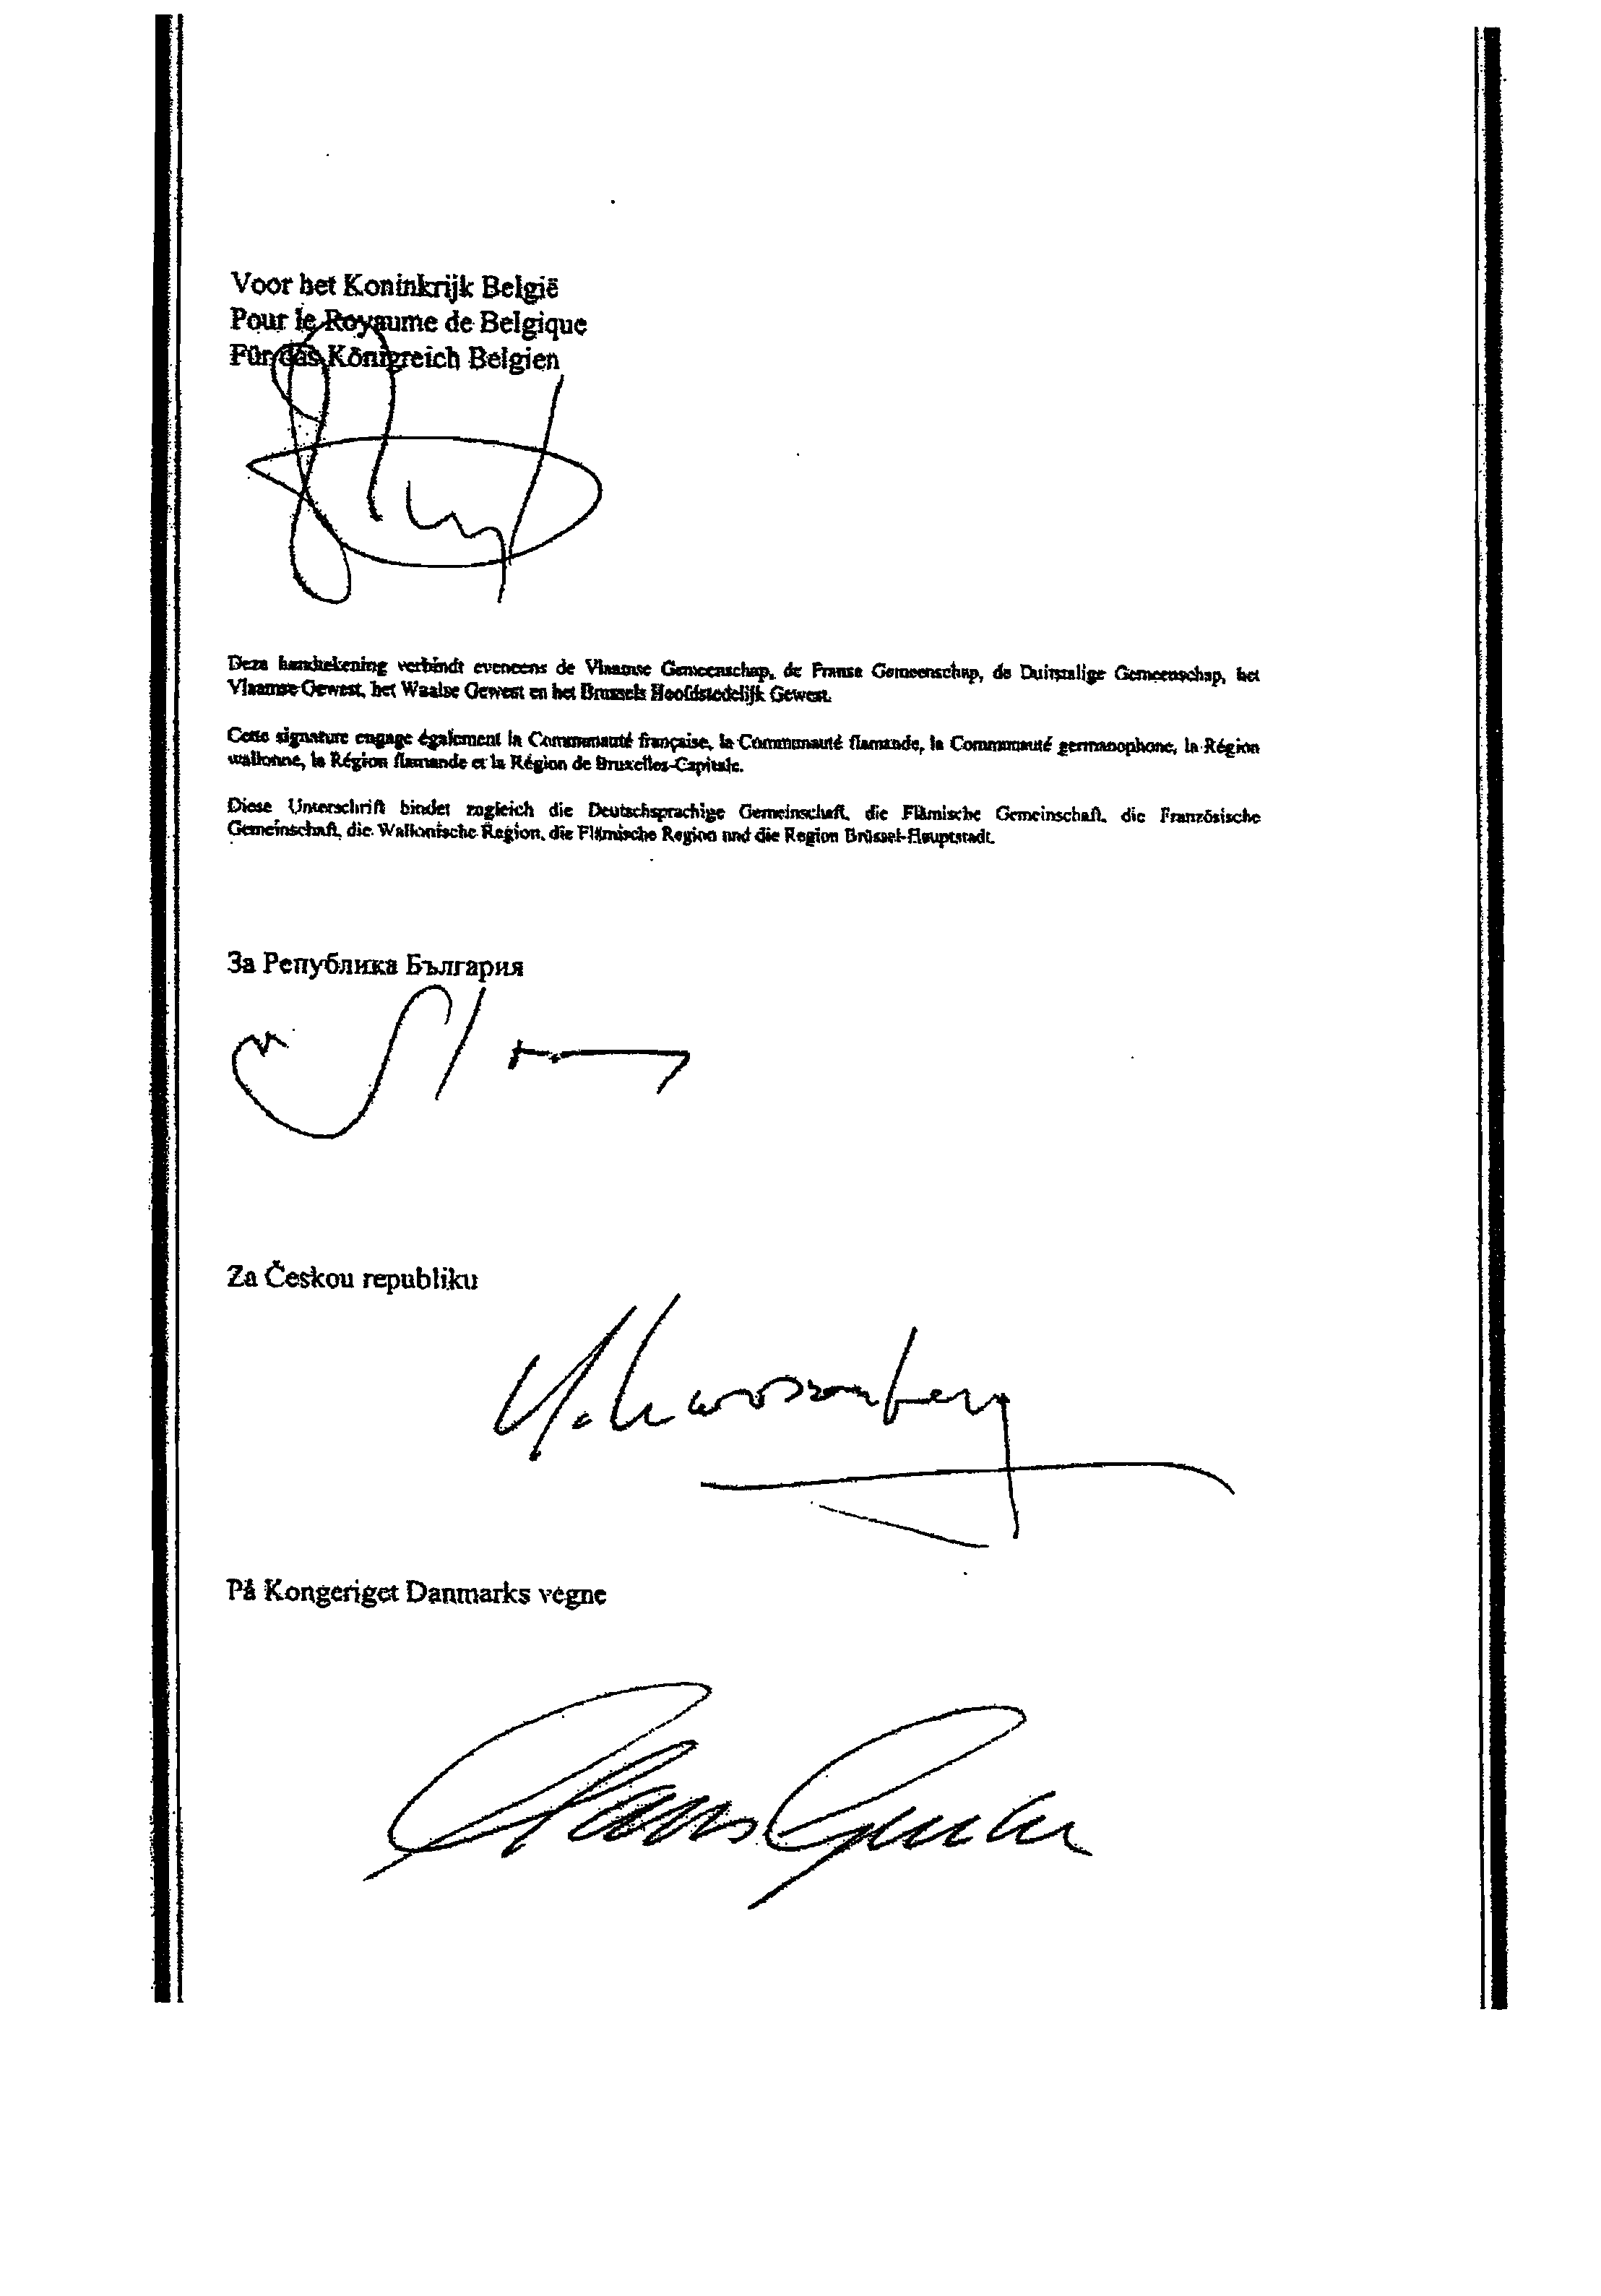 Voor het Koninkrijk België
Pour le Royaume de Belgique
Für das Königreich Belgien
Deze handtekening verbindt eveneens de Vlaamse Gemeenschap, de Franse Gemeenschap, de Duitstalige Gemeenschap, het
Vlaamse Gewest, het Waalse Gewest en het Brussels Hoofdstedelijk Gewest.
Cette signature engage également la Communauté française, la Communauté flamande, la Communauté germanophone, la Région
wallonne, la Région flamande et la Région de Bruxelles-Capitale.
Diese Unterschrift bindet zugleich die Deutschsprachige Gemeinschaft, die Flämische Gemeinschaft, die Französische
Gemeinschaft, die Wallonische Region, die Flämische Region und die Region Brüssel-Hauptstadt.
За Република България
Za Českou republiku
På Kongeriget Danmarks vegne